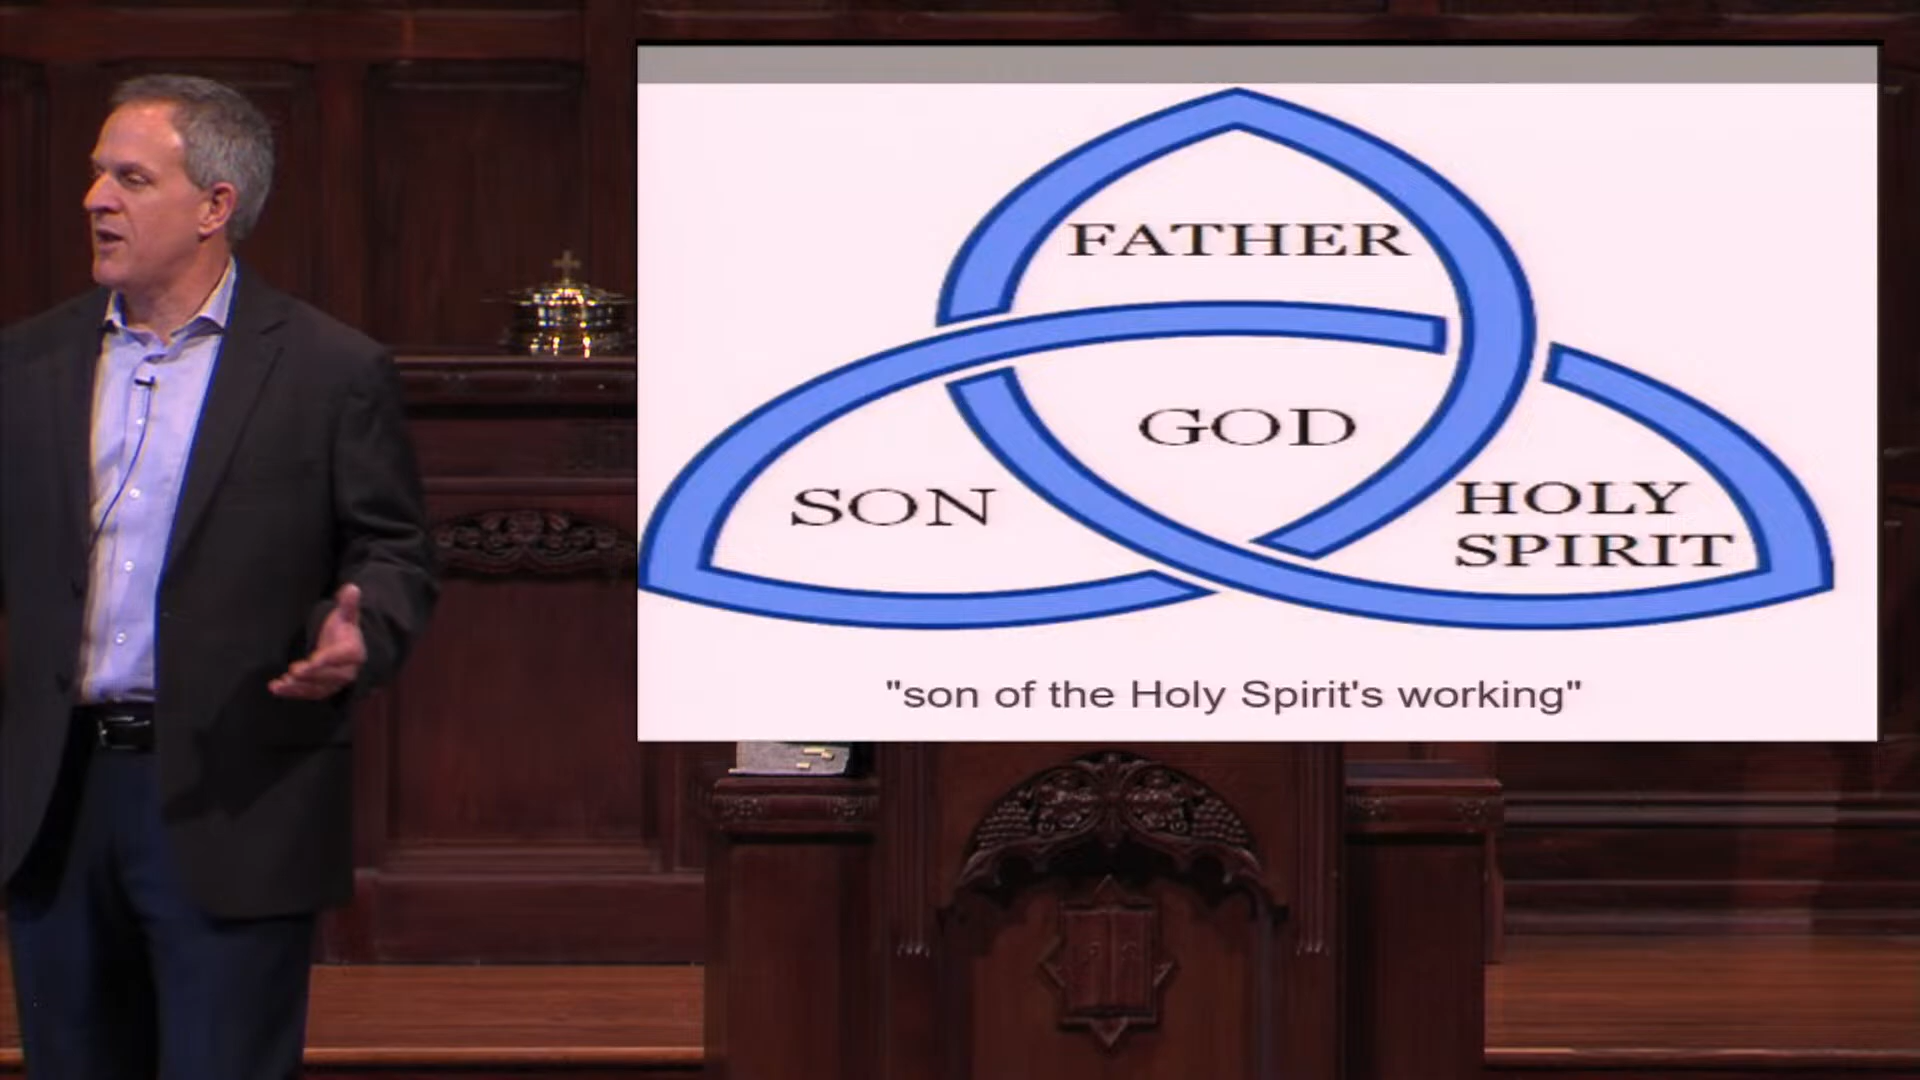 FATHER
GOD
SON
HOLY
SPIRIT
"son of the Holy Spirit's working"